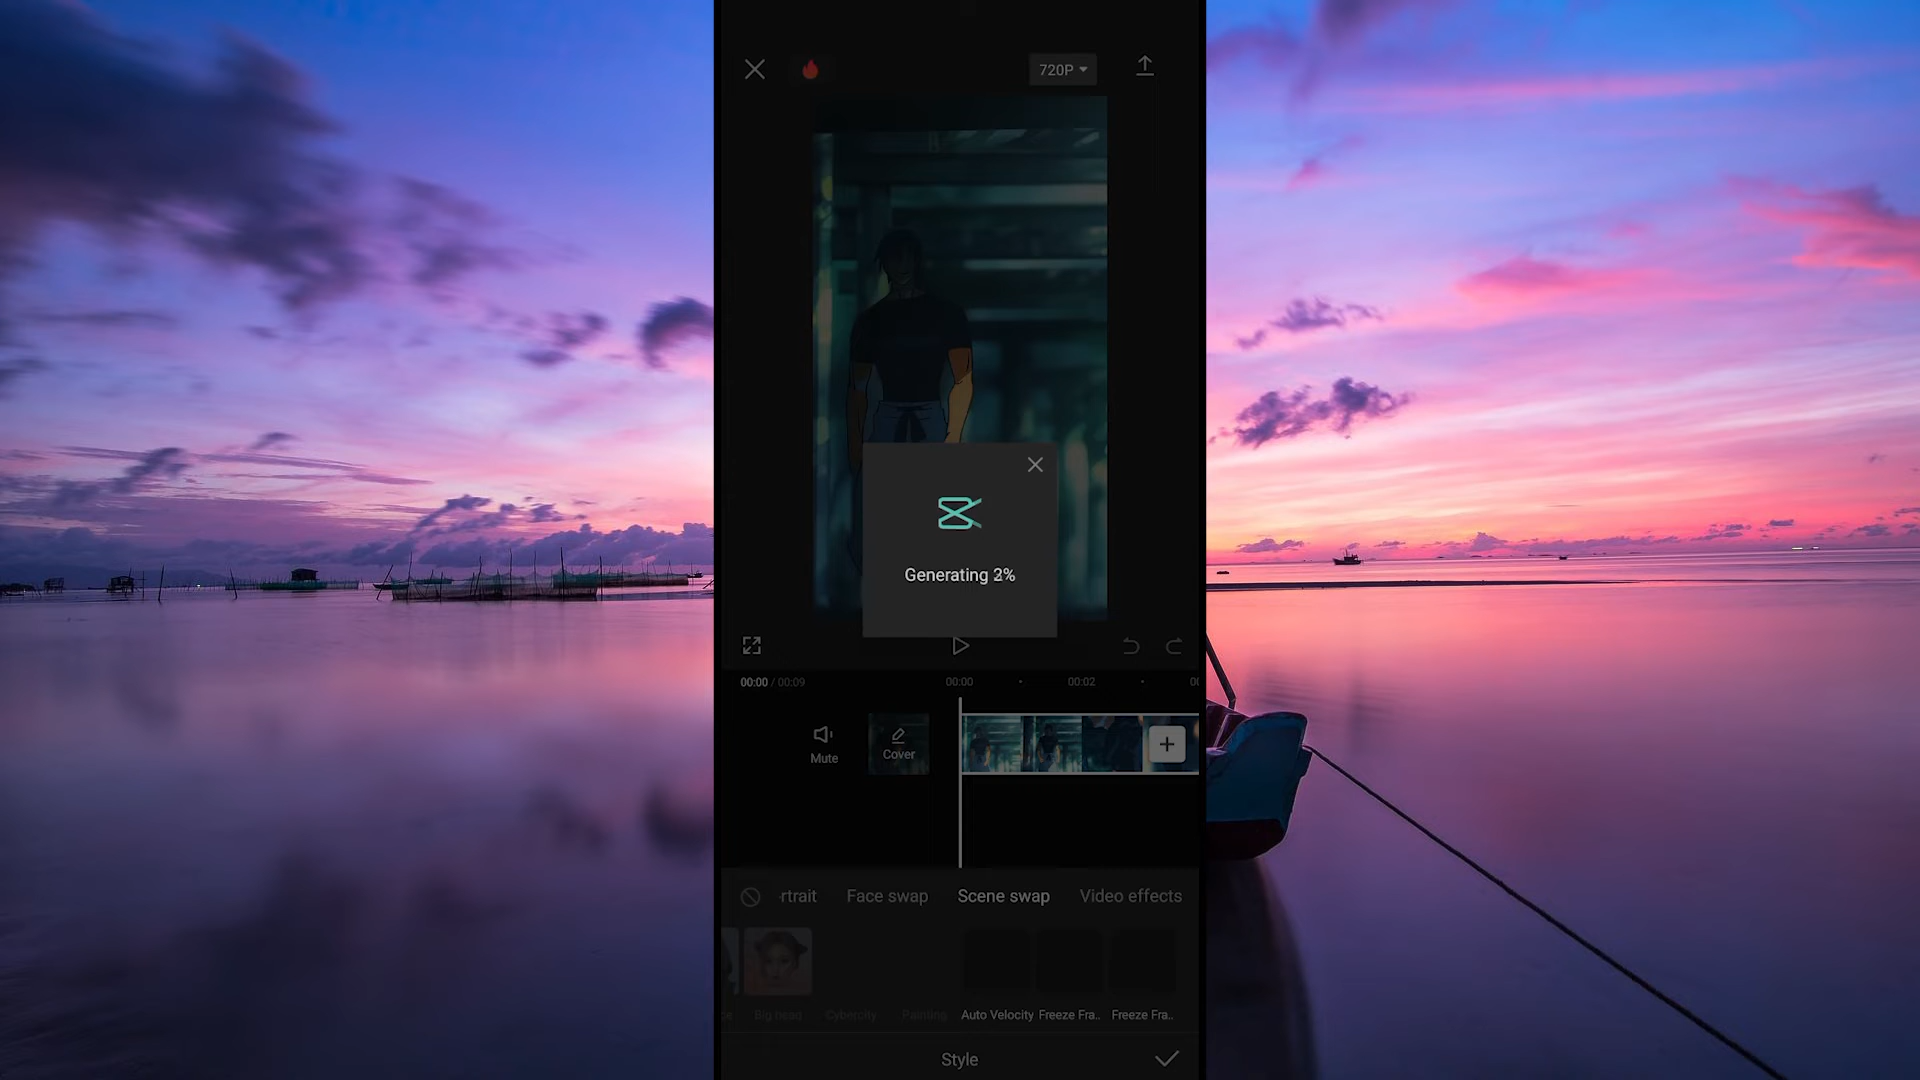 720P
Generating 2%
00:00 / 00:09
00:00
00:02
Mute
Cover
rtrait
Face swap
Scene swap
Video effects
Big head
Cybercity
Painting
Auto Velocity
Freeze Fra..
Freeze Fra..
Style